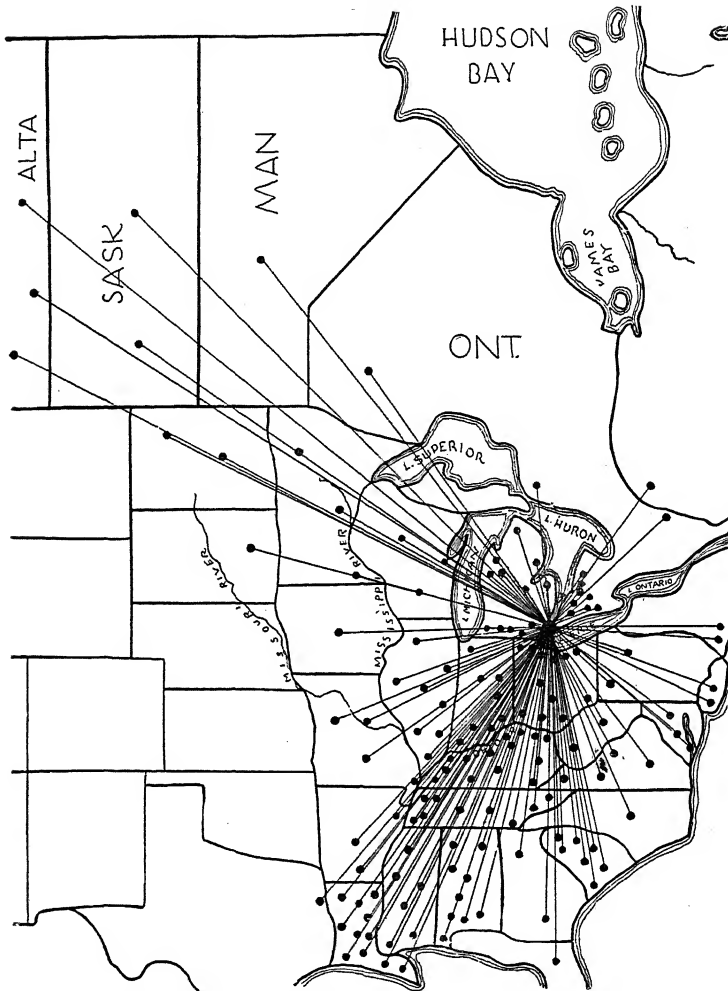 HUDSON
BAY
ALTA
SASK
MAN
JAMES
BAY
ONT.
L. SUPERIOR
L. HURON
L. MICHIGAN
L. ONTARIO
MISSOURI RIVER
MISSISSIPPI RIVER